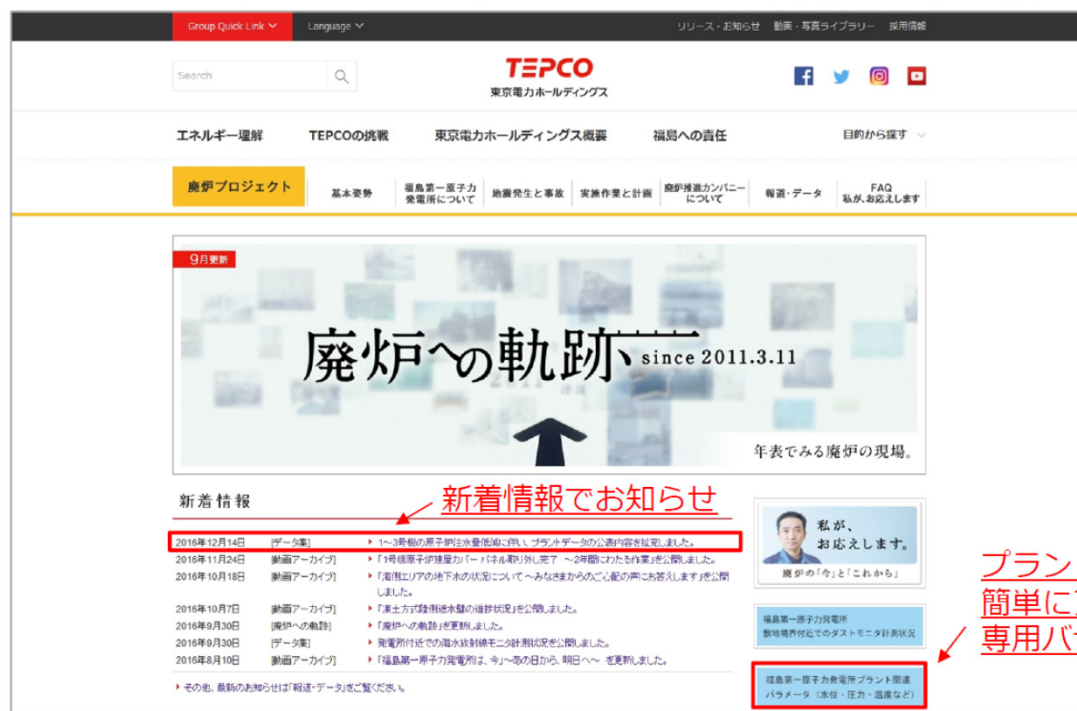 Group Quick Link
Language
リリース・お知らせ 動画・写真ライブラリー 採用情報
Search
TEPCO
東京電力ホールディングス
エネルギー理解 TEPCOの挑戦 東京電力ホールディングス概要 福島への責任 目的から探す
廃炉プロジェクト
基本姿勢
福島第一原子力
発電所について
地震発生と事故
実施作業と計画
廃炉推進カンパニー
について
報道・データ
FAQ
私が、お応えします
9月更新
廃炉への軌跡、since 2011.3.11
年表でみる廃炉の現場。
新着情報
新着情報でお知らせ
2016年12月14日 [データ集] 1～3号機の原子炉注水量低減に伴い、プラントデータの公表内容を拡充しました。
2016年11月24日 [動画アーカイブ] 「1号機原子炉建屋カバー パネル取り外し完了 ～2年間にわたる作業」を公開しました。
2016年10月18日 [動画アーカイブ] 「海側エリアの地下水の状況について～みなさまからのご心配の声にお答えします」を公開
しました。
2016年10月7日 [動画アーカイブ] 「凍土方式陸側遮水壁の進捗状況」を公開しました。
2016年9月30日 [廃炉への軌跡] 「廃炉への軌跡」を更新しました。
2016年9月30日 [データ集] 発電所付近での海水放射線モニタ計測状況を公開しました。
2016年8月10日 [動画アーカイブ] 「福島第一原子力発電所は、今」～あの日から、明日へ～ を更新しました。
その他、最新のお知らせは「報道・データ」をご覧ください。
私が、
お応えします。
廃炉の「今」と「これから」
福島第一原子力発電所
敷地境界付近でのダストモニタ計測状況
福島第一原子力発電所プラント関連
パラメータ（水位・圧力・温度など）
プラン
簡単に
専用バ